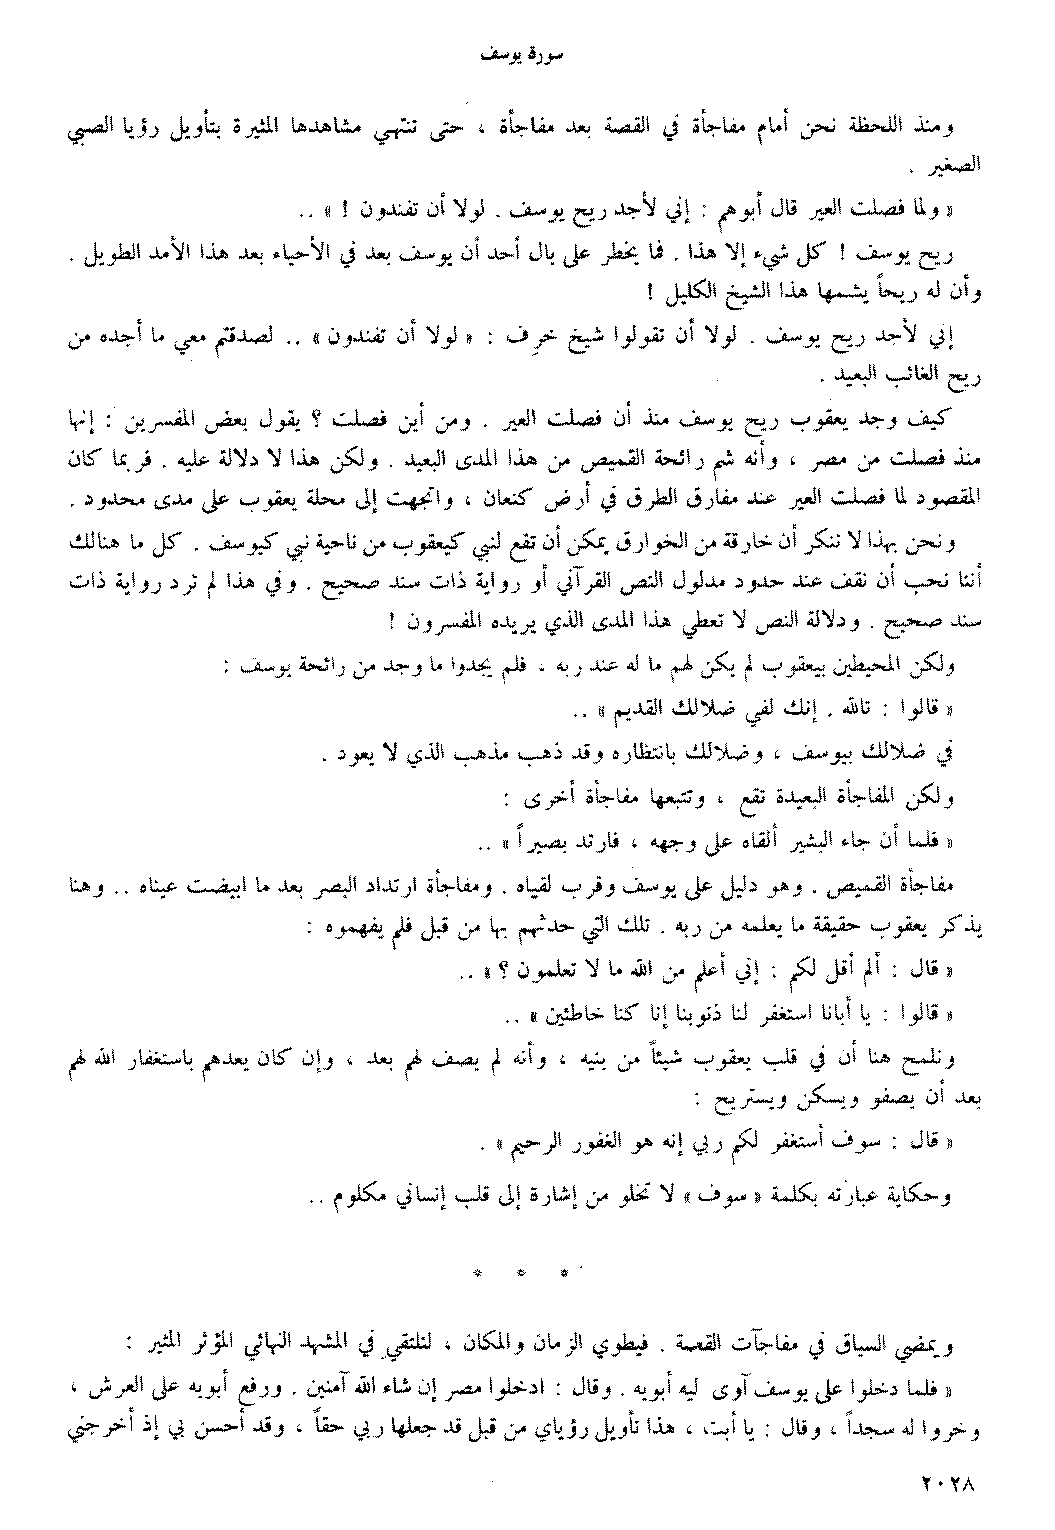 سورة يوسف
ومنذ اللحظة نحن أمام مفاجأة في القصة بعد مفاجأة ، حتى تنتهي مشاهدها المثيرة بتأويل رؤيا الصبي
الصغير .
« ولما فصلت العير قال أبوهم : إني لأجد ريح يوسف . لولا أن تفندون ! » ..
ريح يوسف ! كل شيء إلا هذا . فما يخطر على بال أحد أن يوسف بعد في الأحياء بعد هذا الأمد الطويل .
وأن له ريحاً يشمها هذا الشيخ الكليل !
إني لأجد ريح يوسف . لولا أن تقولوا شيخ خرِف : « لولا أن تفندون » .. لصدقتم معي ما أجده من
ريح الغائب البعيد .
كيف وجد يعقوب ريح يوسف منذ أن فصلت العير . ومن أين فصلت ؟ يقول بعض المفسرين : إنها
منذ فصلت من مصر ، وأنه شم رائحة القميص من هذا المدى البعيد . ولكن هذا لا دلالة عليه . فربما كان
المقصود لما فصلت العير عند مفارق الطرق في أرض كنعان ، واتجهت إلى محلة يعقوب على مدى محدود .
ونحن بهذا لا ننكر أن خارقة من الخوارق يمكن أن تقع لنبي كيعقوب من ناحية نبي كيوسف . كل ما هنالك
أننا نحب أن نقف عند حدود مدلول النص القرآني أو رواية ذات سند صحيح . وفي هذا لم ترد رواية ذات
سند صحيح . ودلالة النص لا تعطي هذا المدى الذي يريده المفسرون !
ولكن المحيطين بيعقوب لم يكن لهم ما له عند ربه ، فلم يجدوا ما وجد من رائحة يوسف :
« قالوا : تالله . إنك لفي ضلالك القديم » ..
في ضلالك بيوسف ، وضلالك بانتظاره وقد ذهب مذهب الذي لا يعود .
ولكن المفاجأة البعيدة تقع ، وتتبعها مفاجأة أخرى :
« فلما أن جاء البشير ألقاه على وجهه ، فارتد بصيراً » ..
مفاجأة القميص . وهو دليل على يوسف وقرب لقياه . ومفاجأة ارتداد البصر بعد ما ابيضت عيناه .. وهنا
يذكر يعقوب حقيقة ما يعلمه من ربه . تلك التي حدثهم بها من قبل فلم يفهموه :
« قال : ألم أقل لكم : إني أعلم من الله ما لا تعلمون ؟ » ..
« قالوا : يا أبانا استغفر لنا ذنوبنا إنا كنا خاطئين » ..
ونلمح هنا أن في قلب يعقوب شيئاً من بنيه ، وأنه لم يصف لهم بعد ، وإن كان يعدهم باستغفار الله لهم
بعد أن يصفو ويسكن ويستريح :
« قال : سوف أستغفر لكم ربي إنه هو الغفور الرحيم » .
وحكاية عبارته بكلمة « سوف » لا تخلو من إشارة إلى قلب إنساني مكلوم ..
* * *
ويمضي السياق في مفاجآت القصة . فيطوي الزمان والمكان ، لنلتقي في المشهد النهائي المؤثر المثير :
« فلما دخلوا على يوسف آوى ليه أبويه . وقال : ادخلوا مصر إن شاء الله آمنين . ورفع أبويه على العرش ،
وخروا له سجداً ، وقال : يا أبت ، هذا تأويل رؤياي من قبل قد جعلها ربي حقاً ، وقد أحسن بي إذ أخرجني
٢٠٢٨